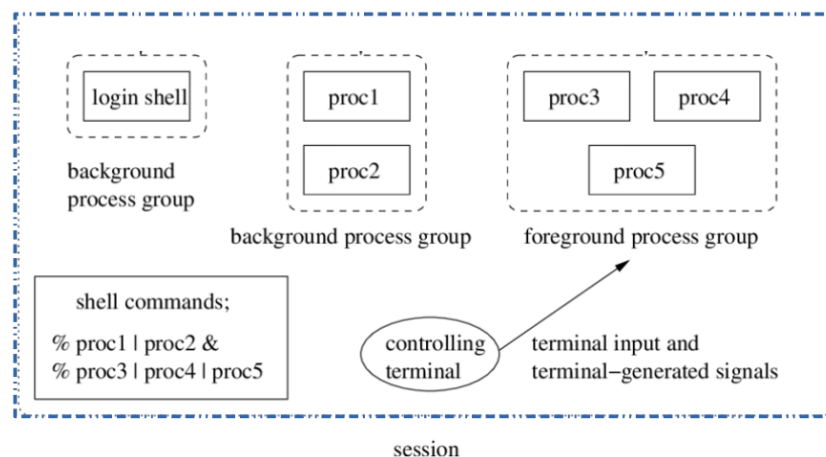 login shell
proc1
proc2
proc3
proc4
proc5
background
process group
background process group
foreground process group
shell commands;
% proc1 | proc2 &
% proc3 | proc4 | proc5
controlling
terminal
terminal input and
terminal−generated signals
session